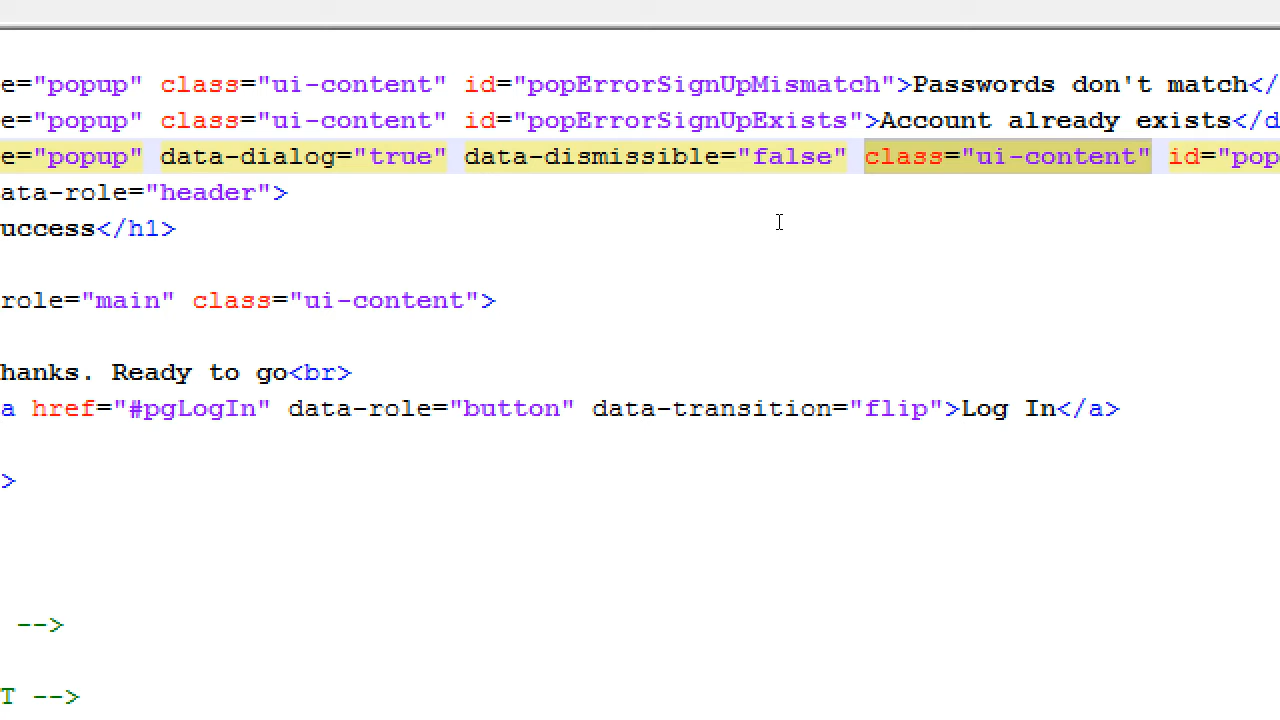 e="popup" class="ui-content" id="popErrorSignUpMismatch">Passwords don't match</
e="popup" class="ui-content" id="popErrorSignUpExists">Account already exists</d
e="popup" data-dialog="true" data-dismissible="false" class="ui-content" id="pop
ata-role="header">
uccess</h1>
role="main" class="ui-content">
hanks. Ready to go<br>
a href="#pgLogIn" data-role="button" data-transition="flip">Log In</a>
>
-->
T -->